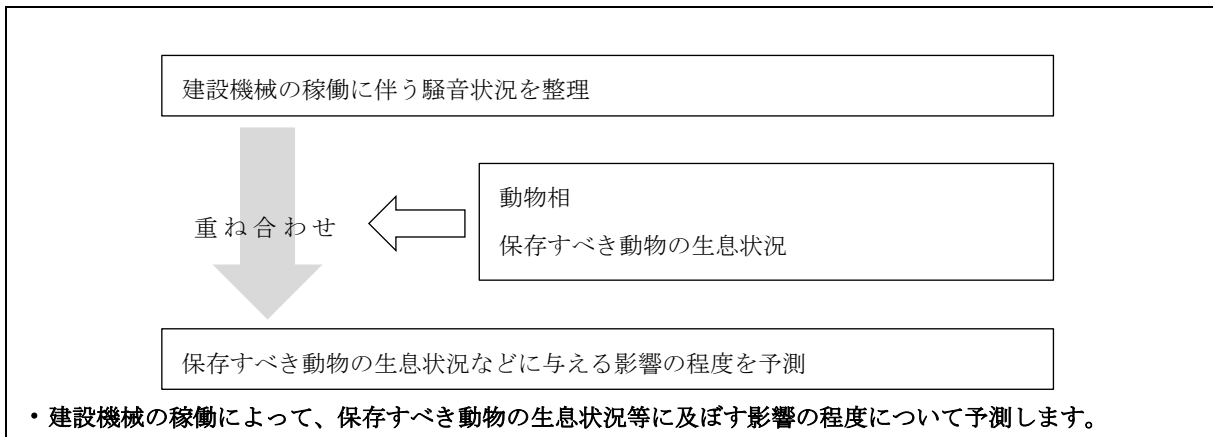 建設機械の稼働に伴う騒音状況を整理
動物相
保存すべき動物の生息状況
重ね合わせ
保存すべき動物の生息状況などに与える影響の程度を予測
・建設機械の稼働によって、保存すべき動物の生息状況等に及ぼす影響の程度について予測します。